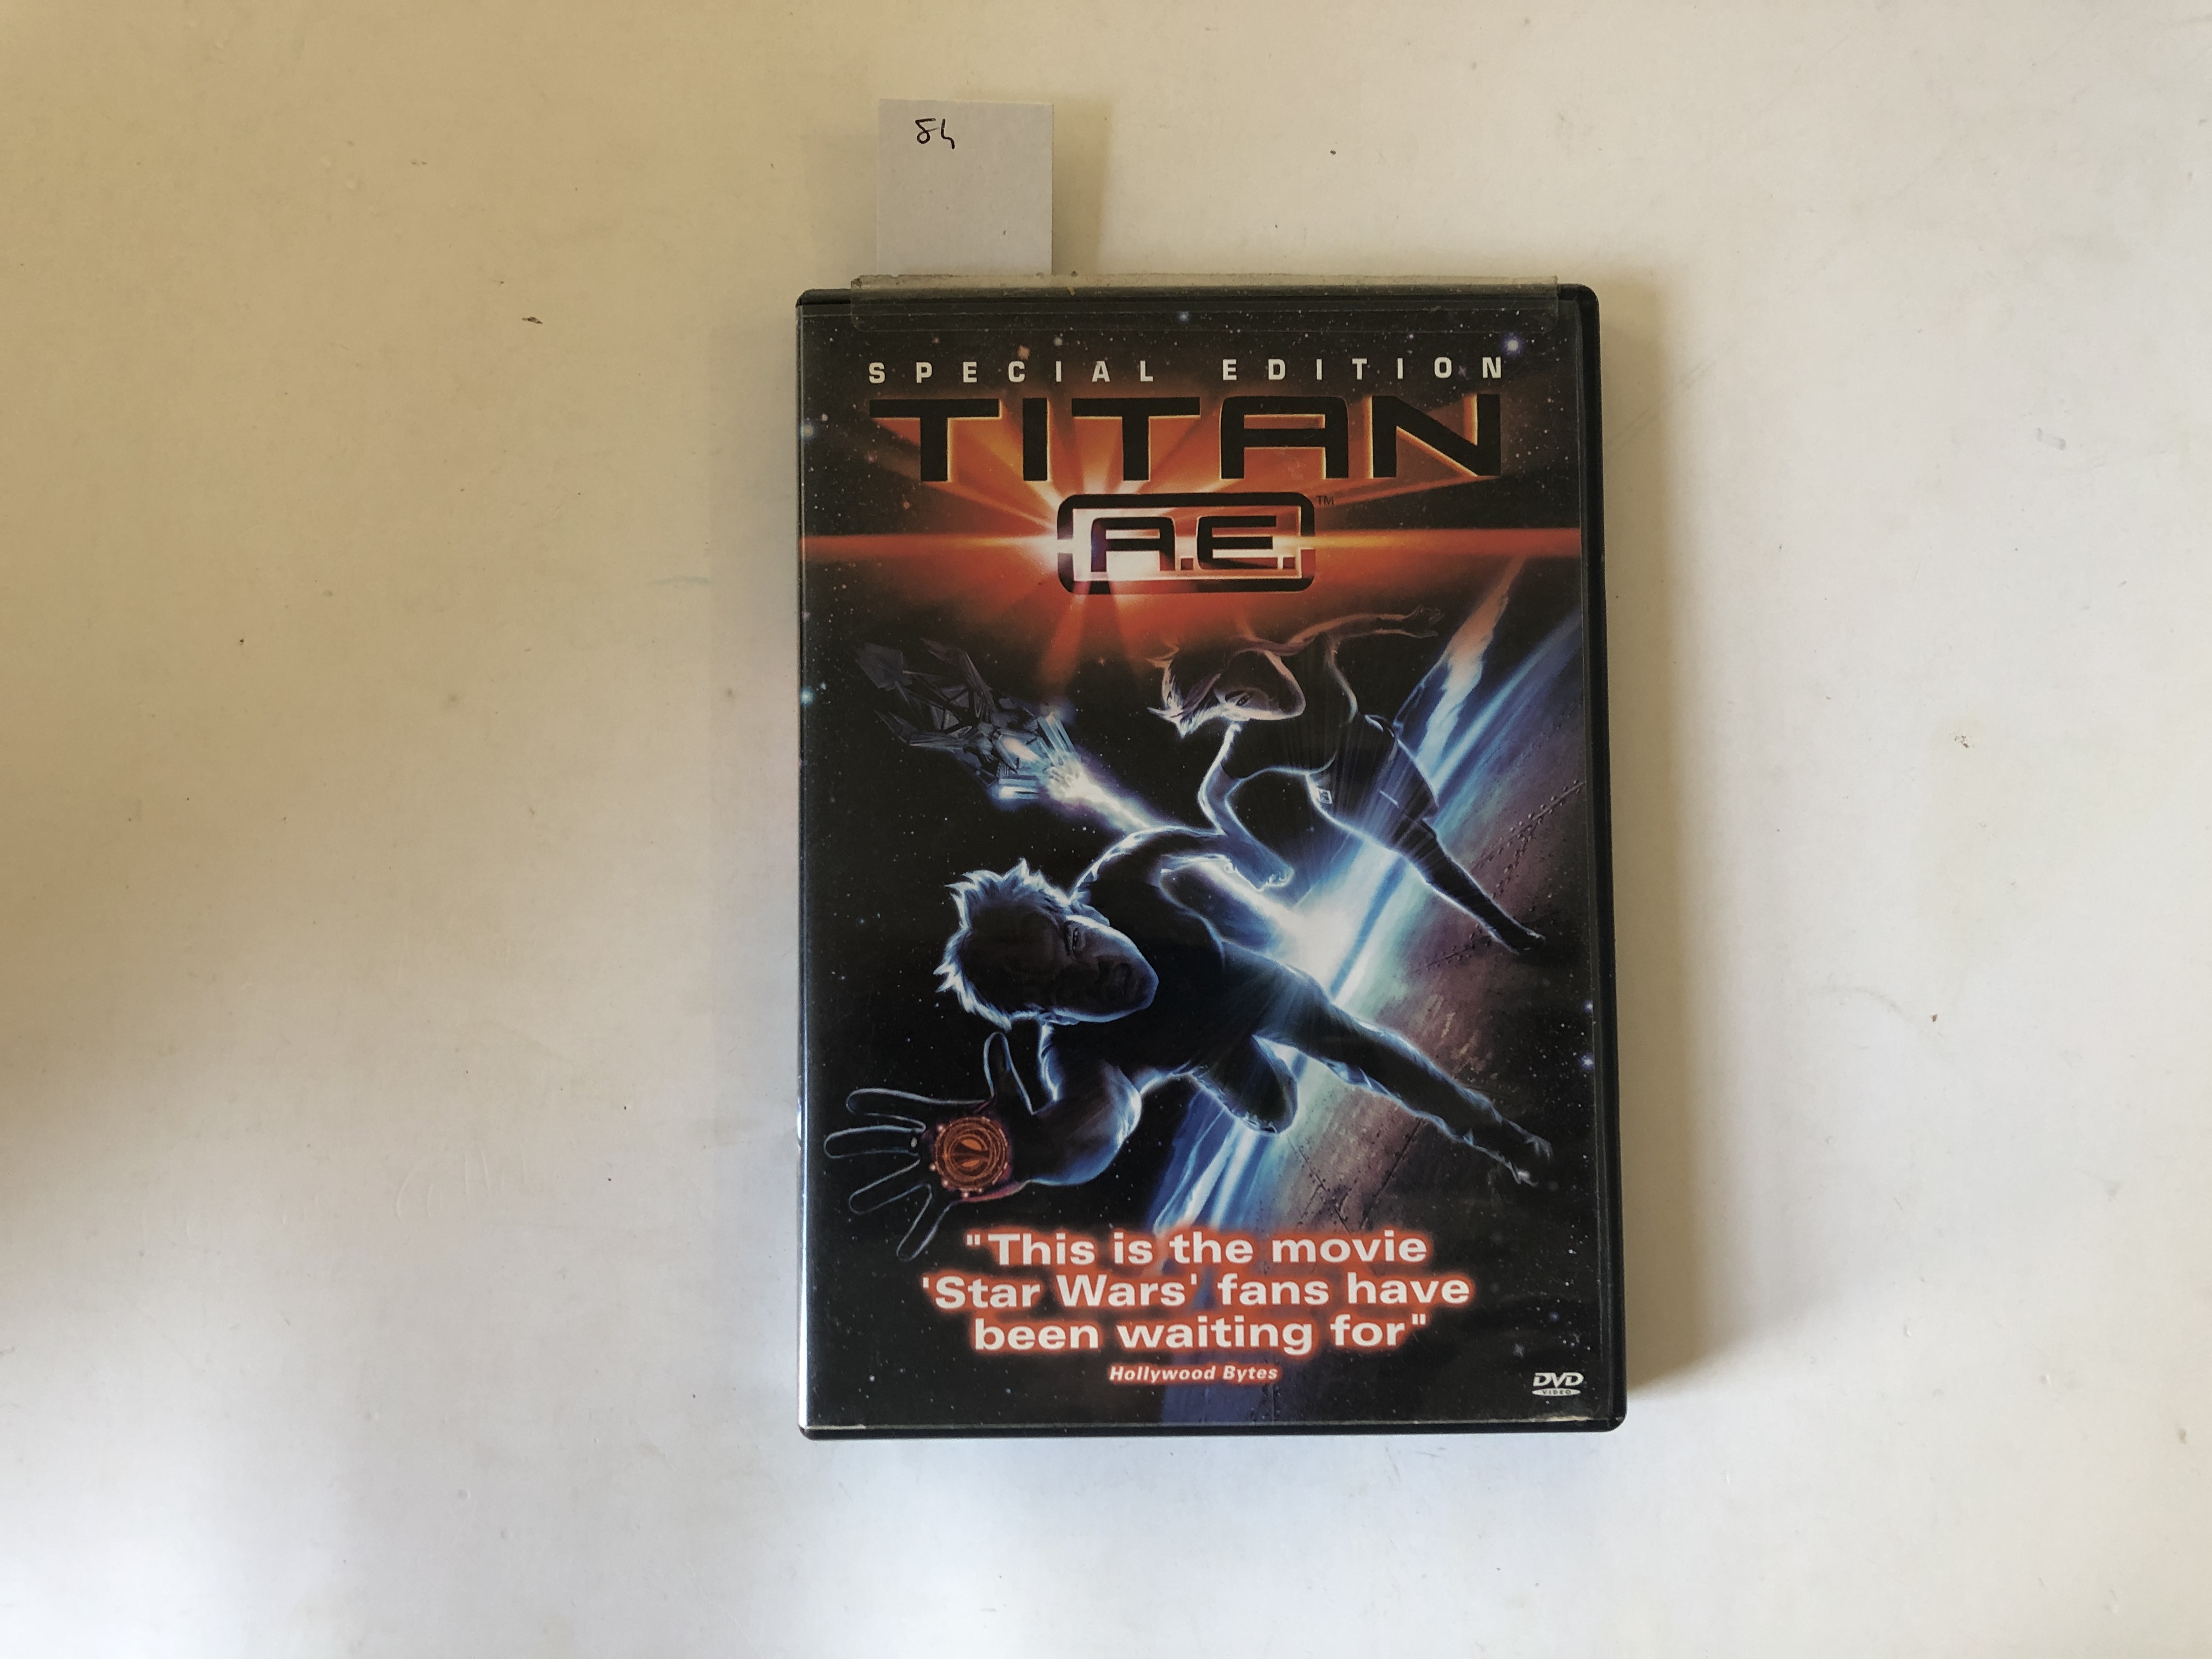 84
SPECIAL EDITION
TITAN
A.E.™
"This is the movie
'Star Wars' fans have
been waiting for"
Hollywood Bytes
DVD
VIDEO